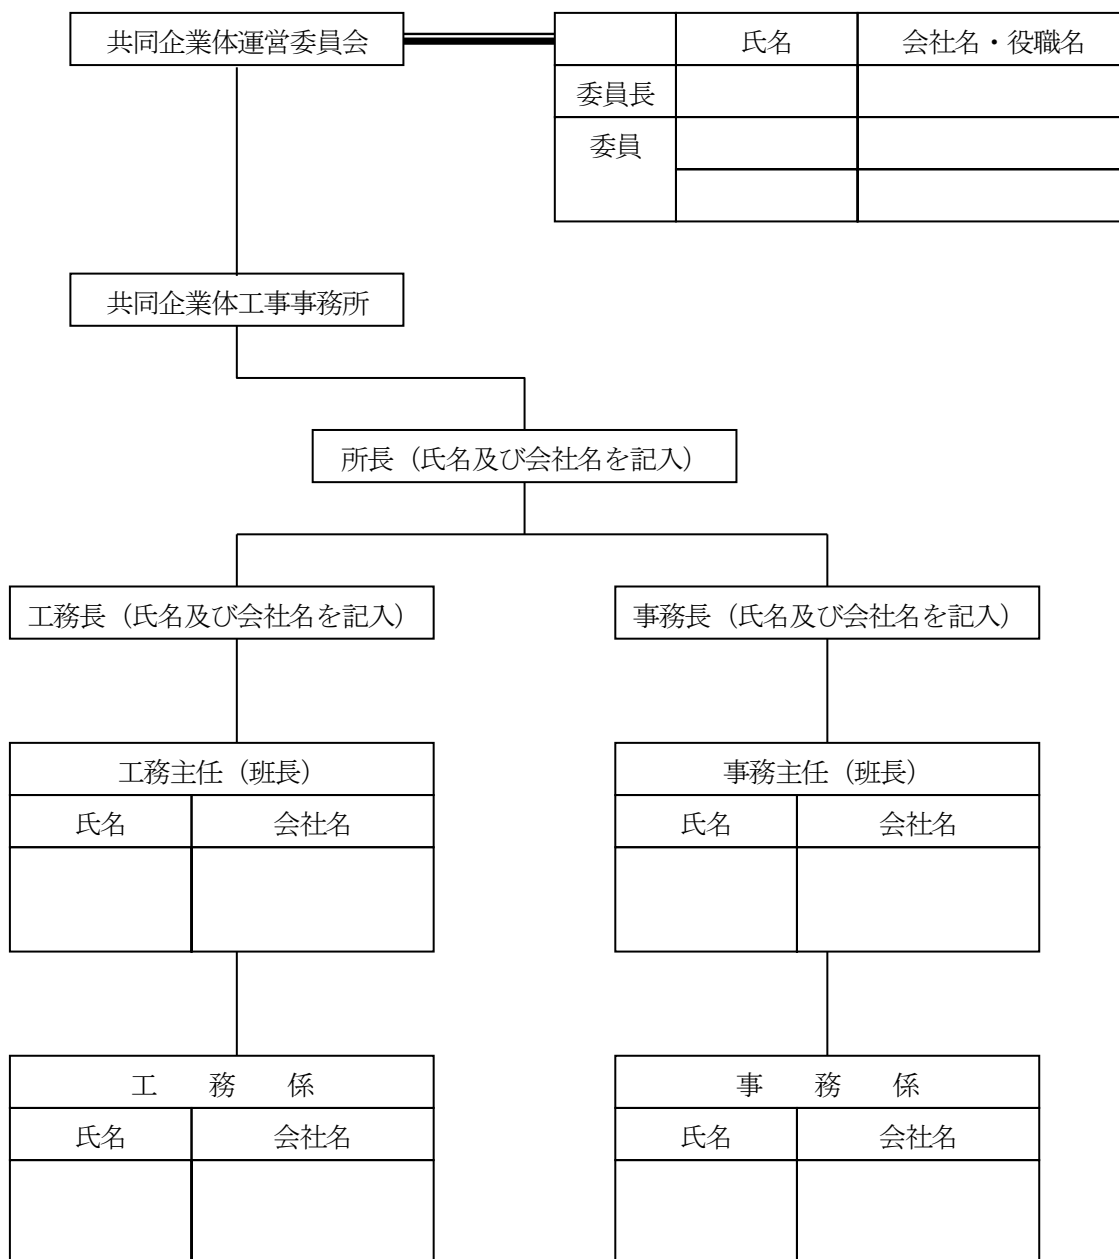 共同企業体運営委員会
氏名 会社名・役職名
委員長
委員
共同企業体工事事務所
所長（氏名及び会社名を記入）
工務長（氏名及び会社名を記入） 事務長（氏名及び会社名を記入）
工務主任（班長） 事務主任（班長）
氏名 会社名 氏名 会社名
工　務　係 事　務　係
氏名 会社名 氏名 会社名